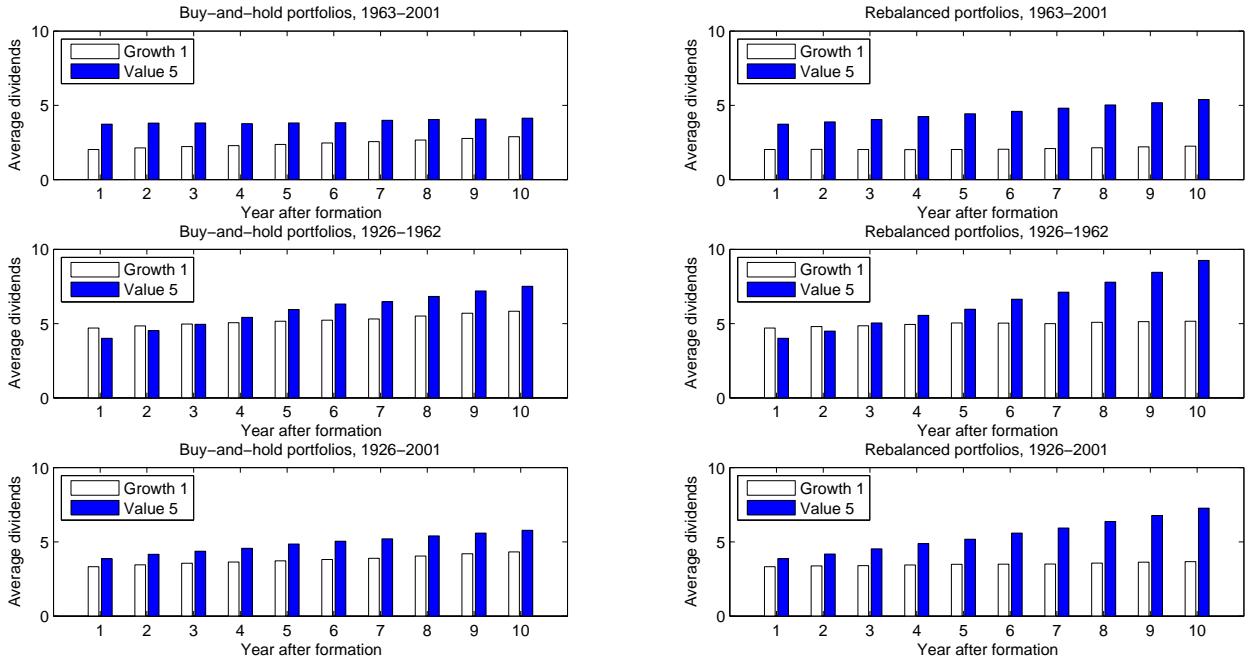 Buy−and−hold portfolios, 1963−2001
10
5
0
Average dividends
Growth 1
Value 5
1 2 3 4 5 6 7 8 9 10
Year after formation
Rebalanced portfolios, 1963−2001
10
5
0
Average dividends
Growth 1
Value 5
1 2 3 4 5 6 7 8 9 10
Year after formation
Buy−and−hold portfolios, 1926−1962
10
5
0
Average dividends
Growth 1
Value 5
1 2 3 4 5 6 7 8 9 10
Year after formation
Rebalanced portfolios, 1926−1962
10
5
0
Average dividends
Growth 1
Value 5
1 2 3 4 5 6 7 8 9 10
Year after formation
Buy−and−hold portfolios, 1926−2001
10
5
0
Average dividends
Growth 1
Value 5
1 2 3 4 5 6 7 8 9 10
Year after formation
Rebalanced portfolios, 1926−2001
10
5
0
Average dividends
Growth 1
Value 5
1 2 3 4 5 6 7 8 9 10
Year after formation